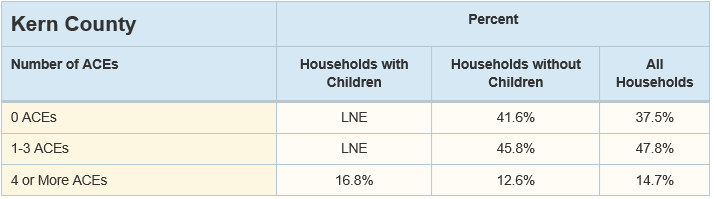 Kern County
Percent
Number of ACEs
Households with Children
Households without Children
All Households
0 ACEs LNE 41.6% 37.5%
1-3 ACEs LNE 45.8% 47.8%
4 or More ACEs 16.8% 12.6% 14.7%